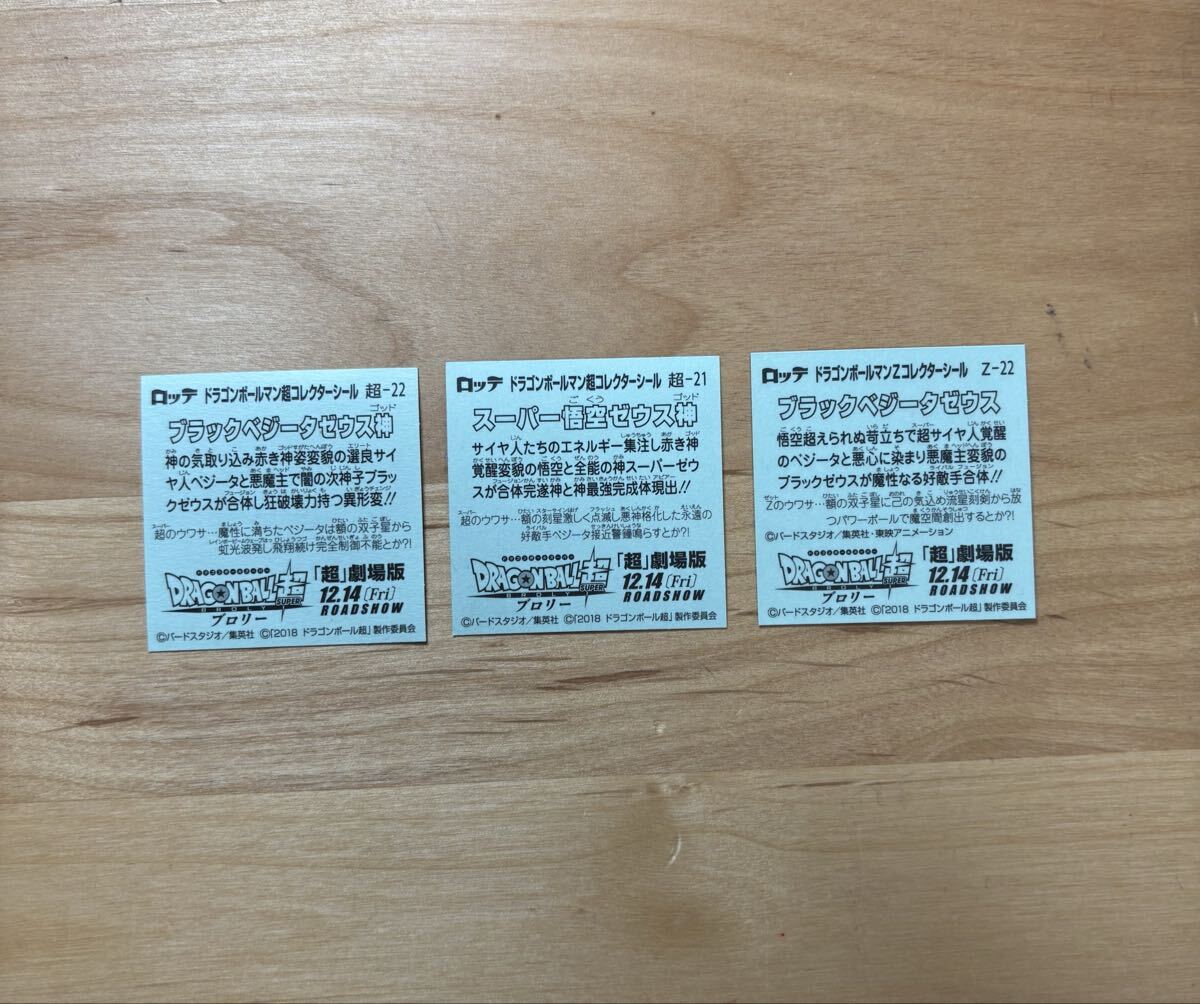 ロッテ ドラゴンボールマン超コレクターシール 超-22
ブラックベジータゼウス神
神の気取り込み赤き神姿変貌の選良サイ
ヤ人ベジータと悪魔主で闇の次神子ブラッ
クゼウスが合体し狂破壊力持つ異形変!!
超のウワサ…魔性に満ちたベジータは額の双子星から
虹光波発し飛翔続け完全制御不能とか?!
DRAGONBALL超
SUPER
BROLY
ブロリー
「超」劇場版
12.14〔Fri〕
ROADSHOW
©バードスタジオ/集英社 ©「2018 ドラゴンボール超」製作委員会
ロッテ ドラゴンボールマン超コレクターシール 超-21
スーパー悟空ゼウス神
サイヤ人たちのエネルギー集注し赤き神
覚醒変貌の悟空と全能の神スーパーゼウ
スが合体完遂神と神最強完成体現出!!
超のウワサ…額の刻星激しく点滅し悪神格化した永遠の
好敵手ベジータ接近警鐘鳴らすとか?!
DRAGONBALL超
SUPER
BROLY
ブロリー
「超」劇場版
12.14〔Fri〕
ROADSHOW
©バードスタジオ/集英社 ©「2018 ドラゴンボール超」製作委員会
ロッテ ドラゴンボールマンZコレクターシール Z-22
ブラックベジータゼウス
悟空超えられぬ苛立ちで超サイヤ人覚醒
のベジータと悪心に染まり悪魔主変貌の
ブラックゼウスが魔性なる好敵手合体!!
Zのウワサ…額の双子星に己の気込め流星刻剣から放
つパワーボールで魔空間創出するとか?!
©バードスタジオ/集英社・東映アニメーション
DRAGONBALL超
SUPER
BROLY
ブロリー
「超」劇場版
12.14〔Fri〕
ROADSHOW
©バードスタジオ/集英社 ©「2018 ドラゴンボール超」製作委員会